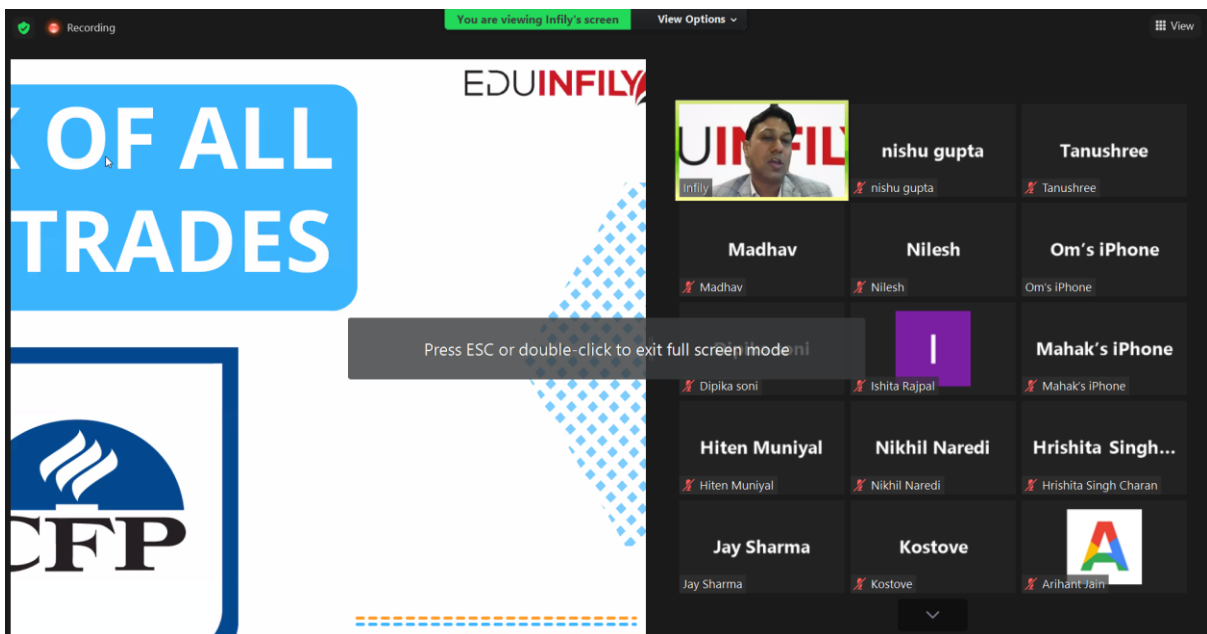 Recording
You are viewing Infily's screen
View Options
View
EDUINFILY
OF ALL
TRADES
CFP
Press ESC or double-click to exit full screen mode
UINFIL
Infily
nishu gupta
nishu gupta
Tanushree
Tanushree
Madhav
Madhav
Nilesh
Nilesh
Om's iPhone
Om's iPhone
Dipika soni
Dipika soni
I
Ishita Rajpal
Mahak's iPhone
Mahak's iPhone
Hiten Muniyal
Hiten Muniyal
Nikhil Naredi
Nikhil Naredi
Hrishita Singh...
Hrishita Singh Charan
Jay Sharma
Jay Sharma
Kostove
Kostove
A
Arihant Jain